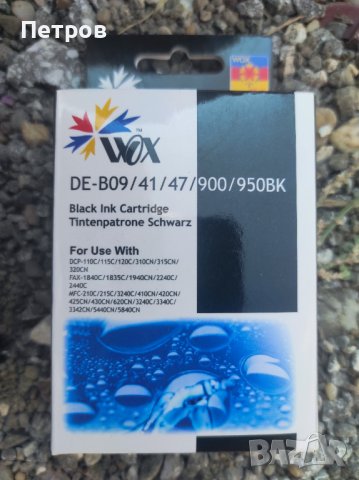 Петров
WOX
WOX™
DE-B09/41/47/900/950BK
Black Ink Cartridge
Tintenpatrone Schwarz
For Use With
DCP-110C/115C/120C/310CN/315CN/
320CN
FAX-1840C/1835C/1940CN/2240C/
2440C
MFC-210C/215C/3240C/410CN/420CN/
425CN/430CN/620CN/3240C/3340C/
3342CN/5440CN/5840CN
BAZAR